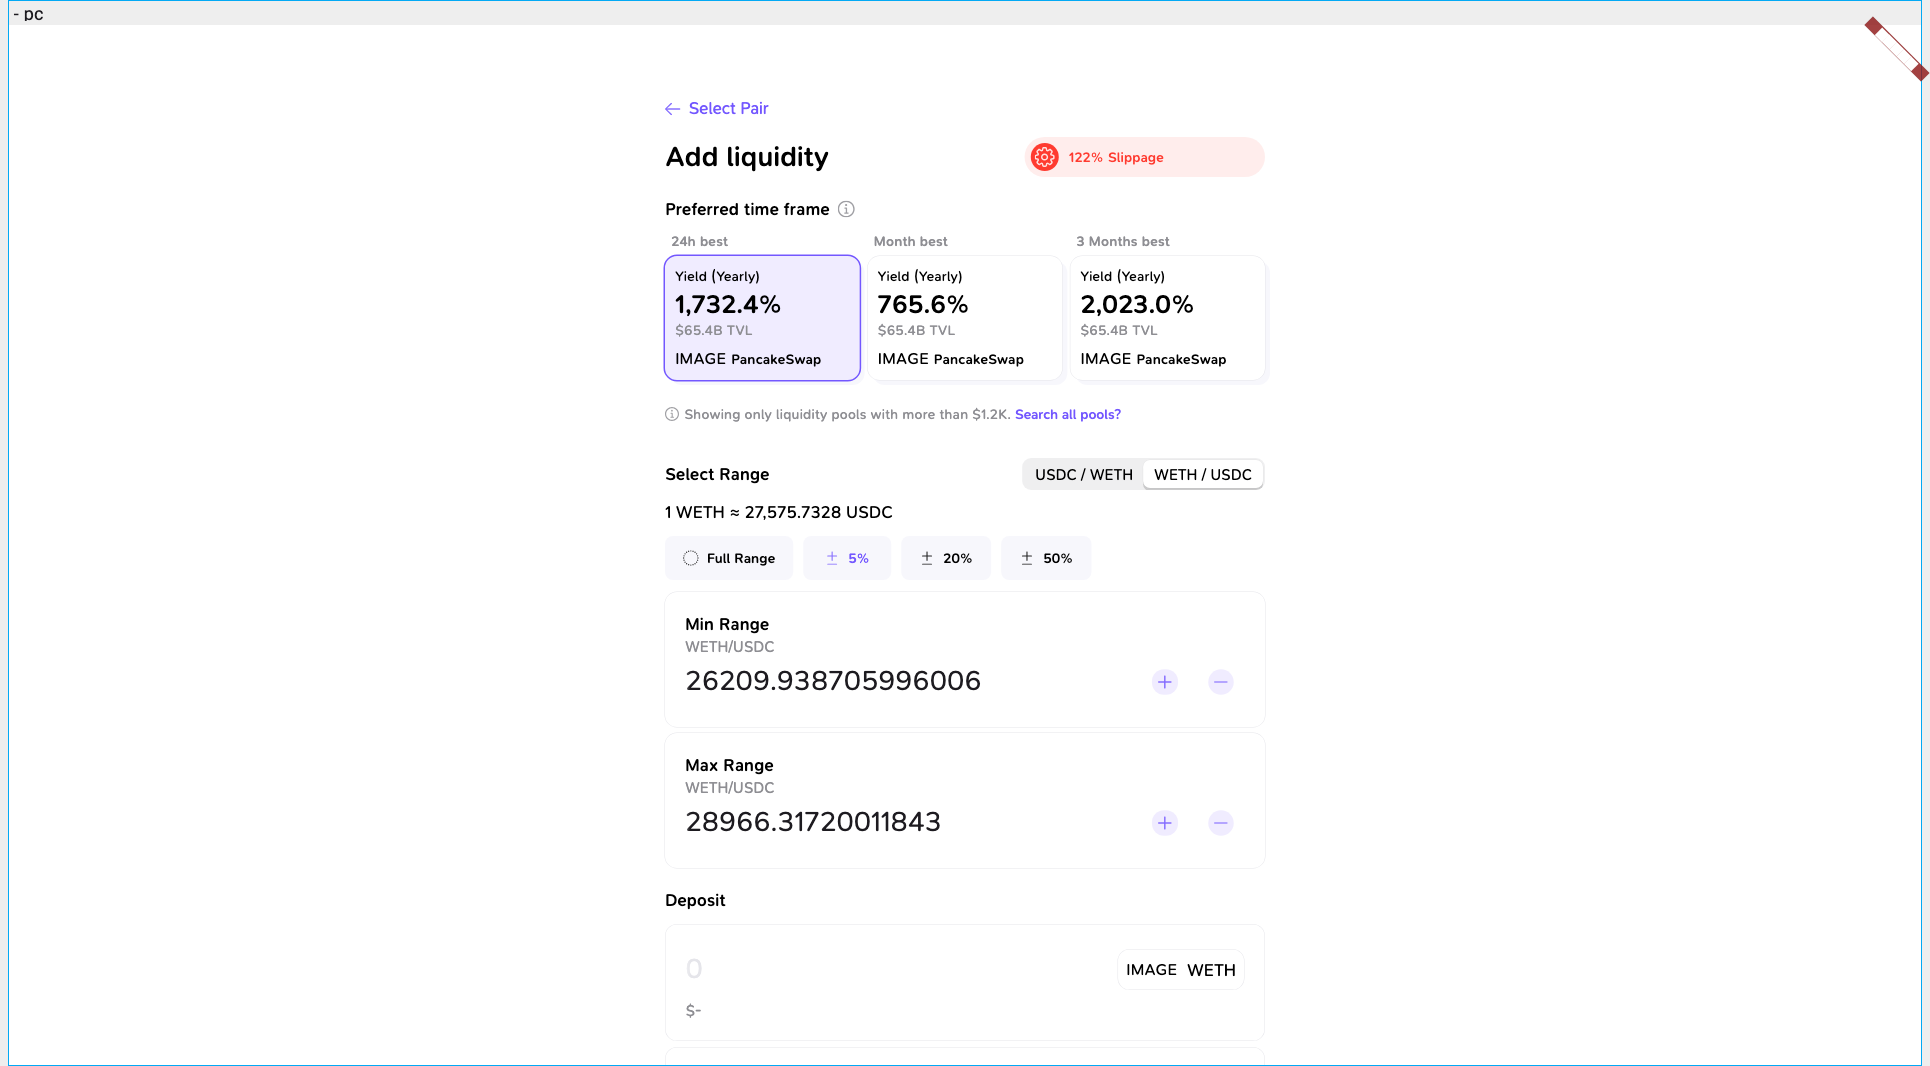 - pc
Select Pair
Add liquidity
122% Slippage
Preferred time frame
24h best
Month best
3 Months best
Yield (Yearly)
1,732.4%
$65.4B TVL
IMAGE PancakeSwap
Yield (Yearly)
765.6%
$65.4B TVL
IMAGE PancakeSwap
Yield (Yearly)
2,023.0%
$65.4B TVL
IMAGE PancakeSwap
Showing only liquidity pools with more than $1.2K. Search all pools?
Select Range
USDC / WETH
WETH / USDC
1 WETH ≈ 27,575.7328 USDC
Full Range
± 5%
± 20%
± 50%
Min Range
WETH/USDC
26209.938705996006
Max Range
WETH/USDC
28966.31720011843
Deposit
0
IMAGE WETH
$-